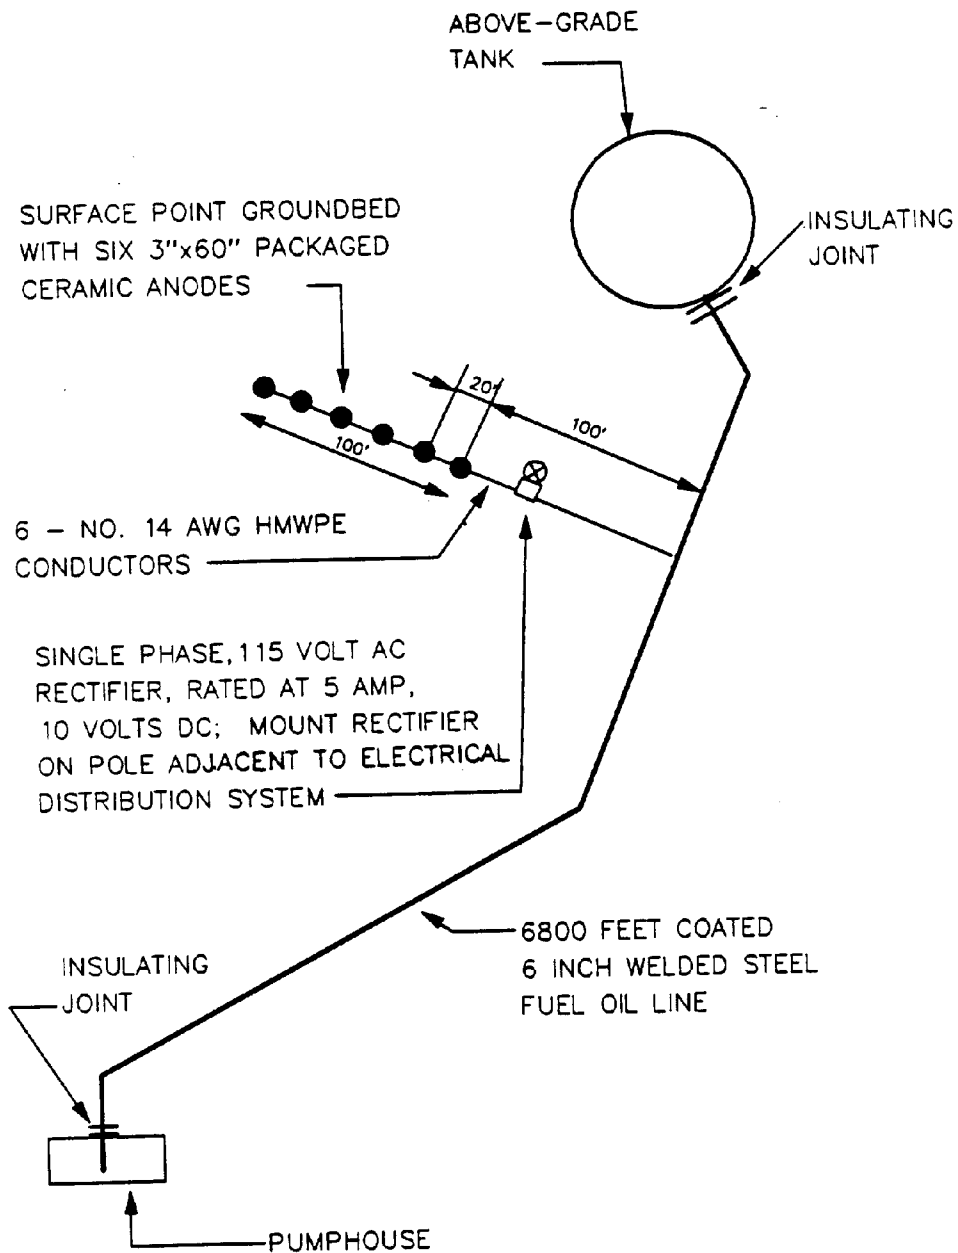 ABOVE-GRADE
TANK
SURFACE POINT GROUNDBED
WITH SIX 3"x60" PACKAGED
CERAMIC ANODES
INSULATING
JOINT
20'
100'
100'
6 - NO. 14 AWG HMWPE
CONDUCTORS
SINGLE PHASE, 115 VOLT AC
RECTIFIER, RATED AT 5 AMP,
10 VOLTS DC; MOUNT RECTIFIER
ON POLE ADJACENT TO ELECTRICAL
DISTRIBUTION SYSTEM
6800 FEET COATED
6 INCH WELDED STEEL
FUEL OIL LINE
INSULATING
JOINT
PUMPHOUSE